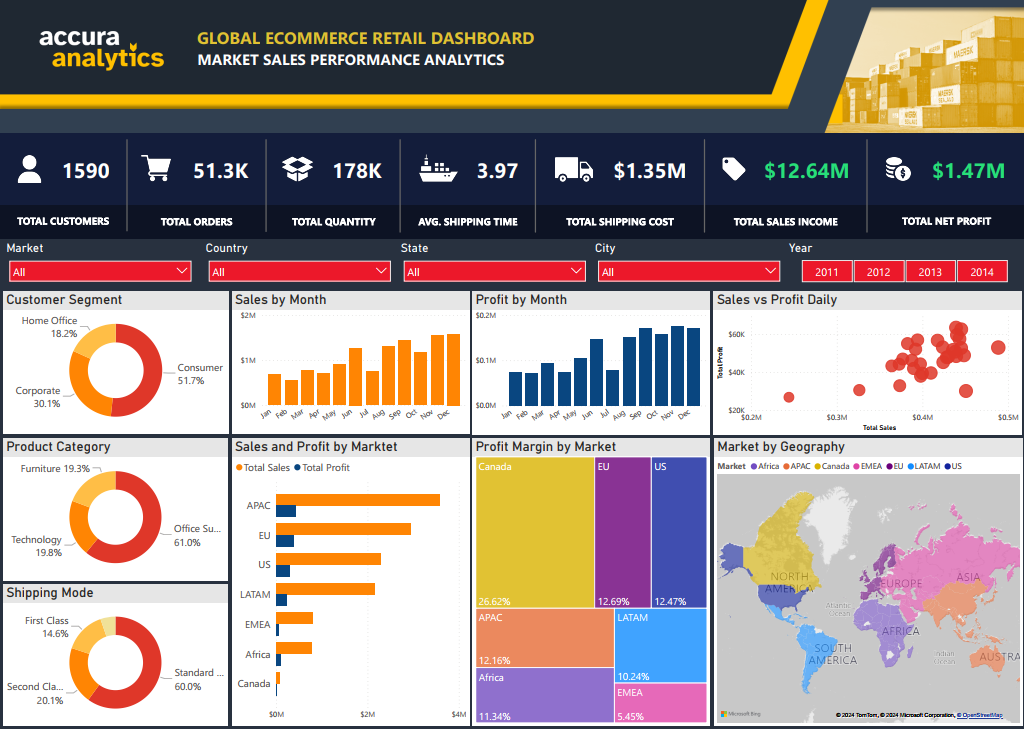 accura
analytics
GLOBAL ECOMMERCE RETAIL DASHBOARD
MARKET SALES PERFORMANCE ANALYTICS
1590
51.3K
178K
3.97
$1.35M
$12.64M
$1.47M
TOTAL CUSTOMERS
TOTAL ORDERS
TOTAL QUANTITY
AVG. SHIPPING TIME
TOTAL SHIPPING COST
TOTAL SALES INCOME
TOTAL NET PROFIT
Market
Country
State
City
Year
All
All
All
All
2011
2012
2013
2014
Customer Segment
Home Office
18.2%
Consumer
51.7%
Corporate
30.1%
Sales by Month
$2M
$1M
$0M
Jan
Feb
Mar
Apr
May
Jun
Jul
Aug
Sep
Oct
Nov
Dec
Profit by Month
$0.2M
$0.1M
$0.0M
Jan
Feb
Mar
Apr
May
Jun
Jul
Aug
Sep
Oct
Nov
Dec
Sales vs Profit Daily
Total Profit
$60K
$40K
$20K
$0.2M
$0.3M
$0.4M
$0.5M
Total Sales
Product Category
Furniture 19.3%
Office Su...
61.0%
Technology
19.8%
Shipping Mode
First Class
14.6%
Standard ...
60.0%
Second Cla...
20.1%
Sales and Profit by Marktet
Total Sales
Total Profit
APAC
EU
US
LATAM
EMEA
Africa
Canada
$0M
$2M
$4M
Profit Margin by Market
Canada
26.62%
EU
12.69%
US
12.47%
APAC
12.16%
LATAM
10.24%
Africa
11.34%
EMEA
5.45%
Market by Geography
Market
Africa
APAC
Canada
EMEA
EU
LATAM
US
NORTH
AMERICA
EUROPE
ASIA
Atlantic
Ocean
AFRICA
SOUTH
AMERICA
Indian
Ocean
AUSTRA
Microsoft Bing
© 2024 TomTom, © 2024 Microsoft Corporation, © OpenStreetMap